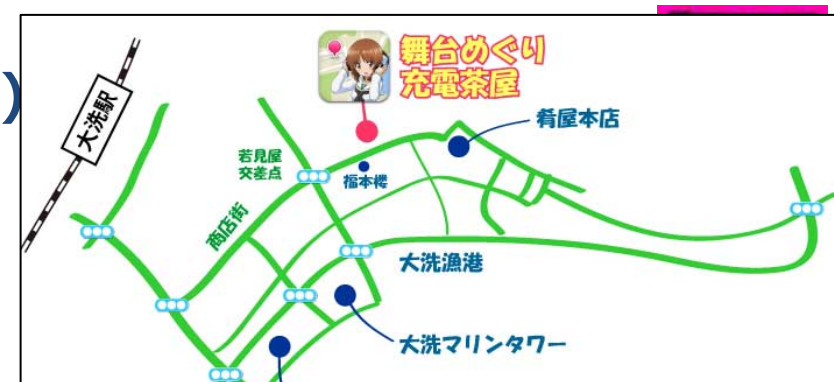 )
舞台めぐり
充電茶屋
大洗駅
肴屋本店
若見屋
交差点
福本楼
商店街
大洗漁港
大洗マリンタワー